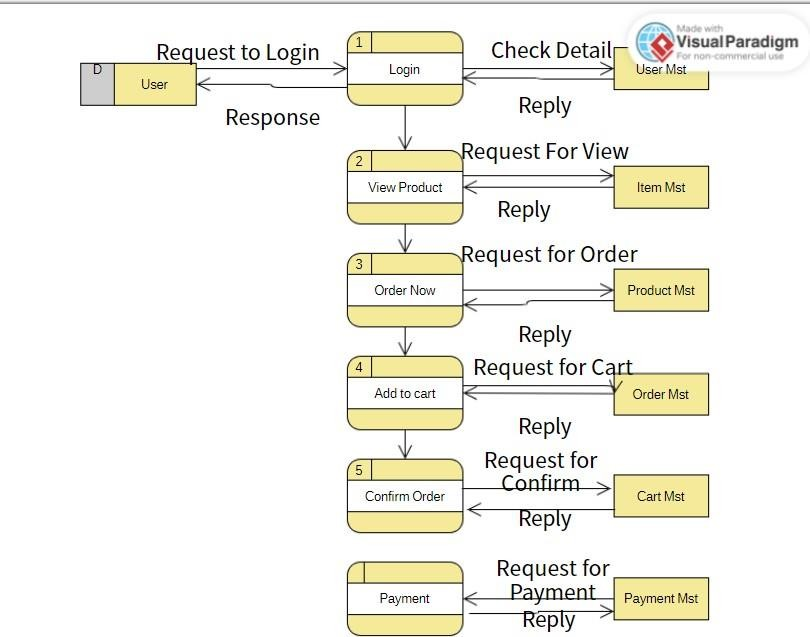 Made with
VisualParadigm
For non-commercial use
1
Request to Login
Check Detail
D
User
Login
User Mst
Response
Reply
2
Request For View
View Product
Item Mst
Reply
3
Request for Order
Order Now
Product Mst
Reply
4
Request for Cart
Add to cart
Order Mst
Reply
5
Request for
Confirm
Confirm Order
Cart Mst
Reply
Request for
Payment
Payment
Payment Mst
Reply